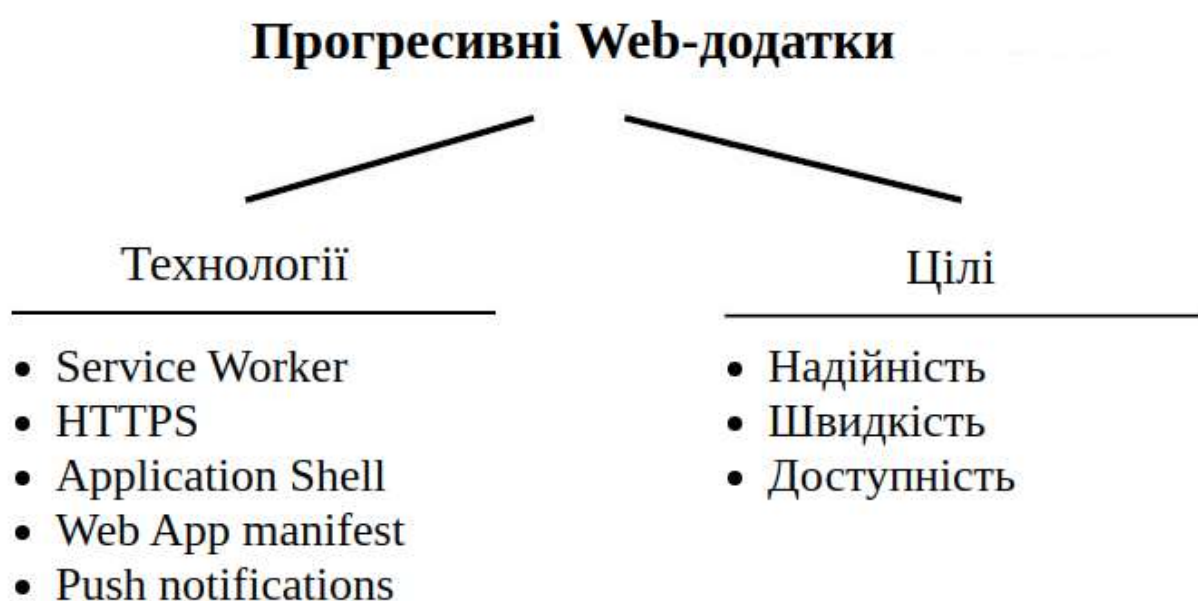 Прогресивні Web-додатки
Технології
Service Worker
HTTPS
Application Shell
Web App manifest
Push notifications
Цілі
Надійність
Швидкість
Доступність